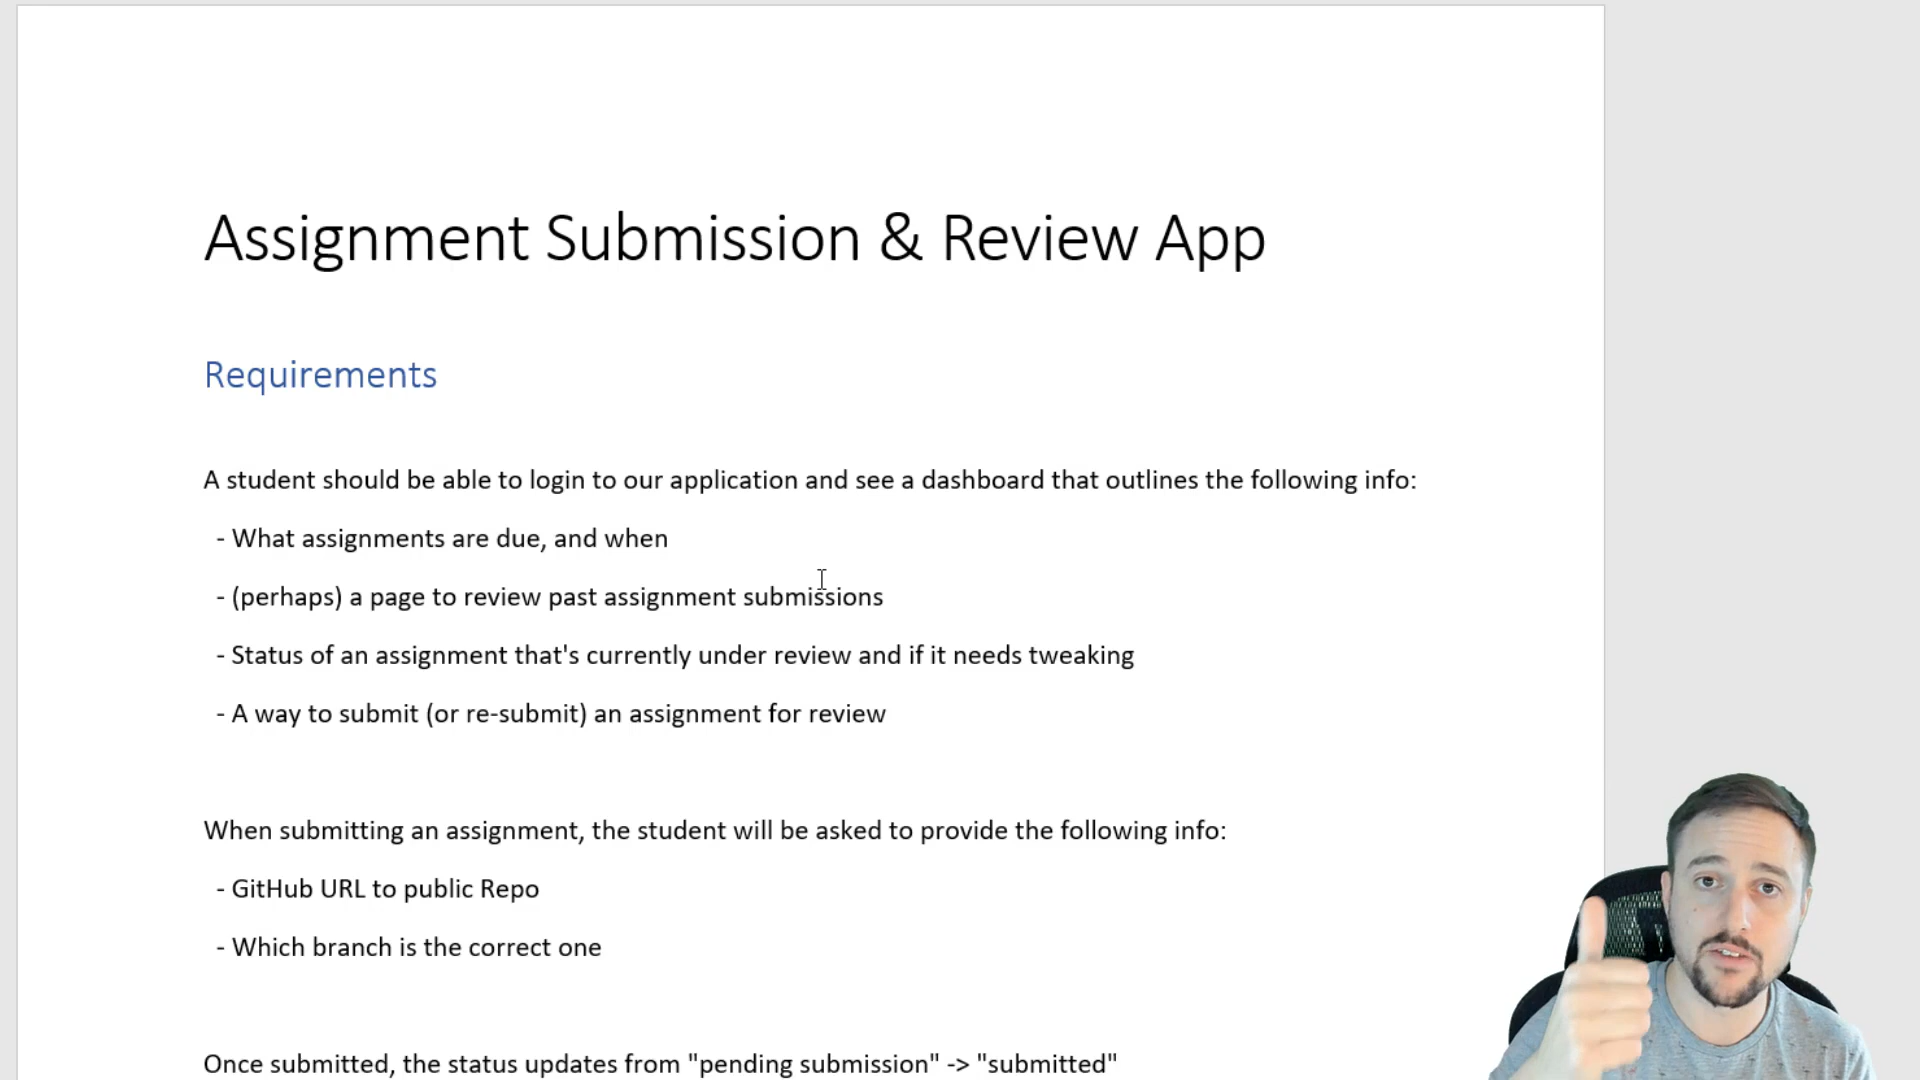 Assignment Submission & Review App
Requirements
A student should be able to login to our application and see a dashboard that outlines the following info:
- What assignments are due, and when
- (perhaps) a page to review past assignment submissions
- Status of an assignment that's currently under review and if it needs tweaking
- A way to submit (or re-submit) an assignment for review
When submitting an assignment, the student will be asked to provide the following info:
- GitHub URL to public Repo
- Which branch is the correct one
Once submitted, the status updates from "pending submission" -> "submitted"